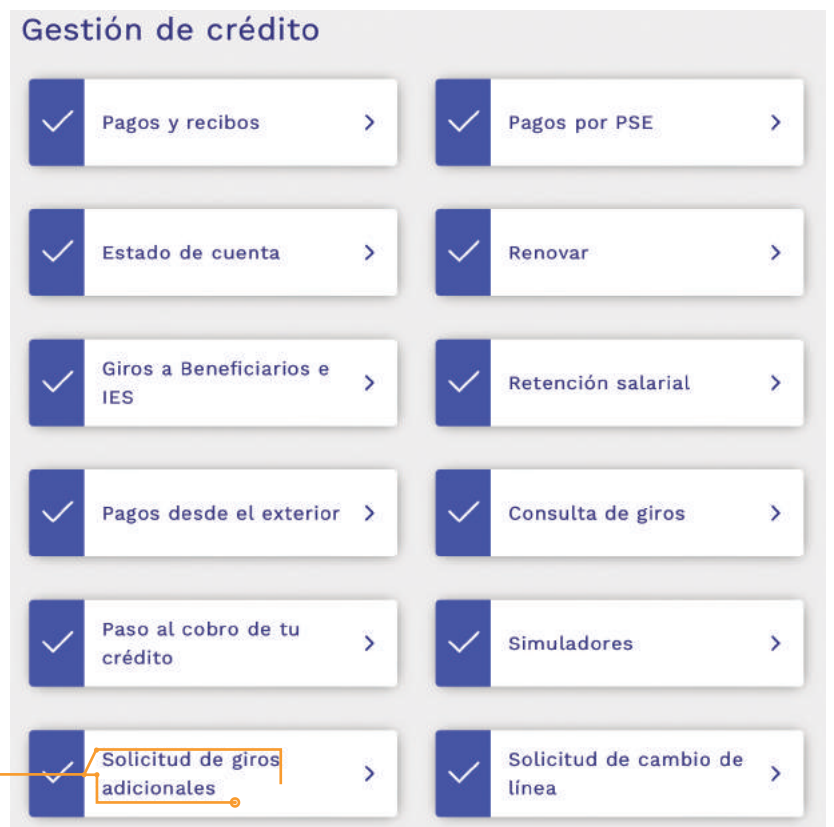 Gestión de crédito
Pagos y recibos
Pagos por PSE
Estado de cuenta
Renovar
Giros a Beneficiarios e
IES
Retención salarial
Pagos desde el exterior
Consulta de giros
Paso al cobro de tu
crédito
Simuladores
Solicitud de giros
adicionales
Solicitud de cambio de
línea